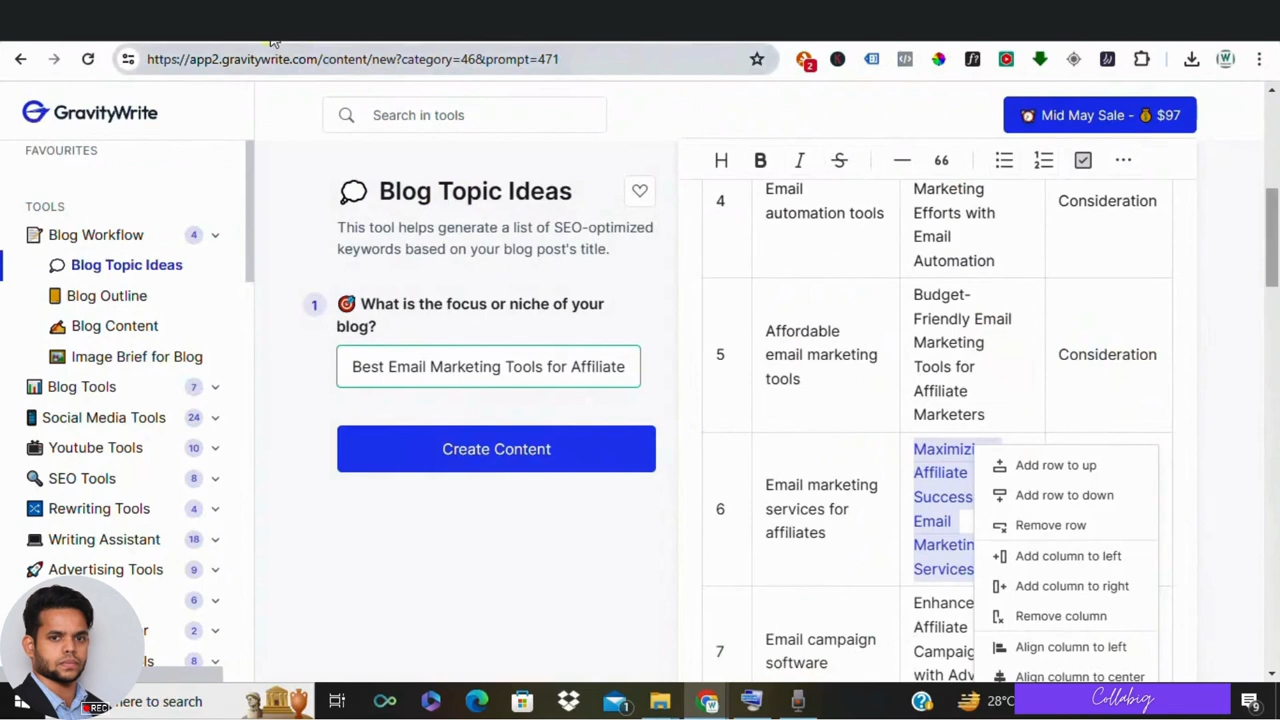 https://app2.gravitywrite.com/content/new?category=46&prompt=471
2
GravityWrite
Search in tools
Mid May Sale - $97
FAVOURITES
TOOLS
Blog Workflow 4
Blog Topic Ideas
Blog Outline
Blog Content
Image Brief for Blog
Blog Tools 7
Social Media Tools 24
Youtube Tools 10
SEO Tools 8
Rewriting Tools 4
Writing Assistant 18
Advertising Tools 9
6
2
8
Blog Topic Ideas
This tool helps generate a list of SEO-optimized
keywords based on your blog post's title.
1 What is the focus or niche of your
blog?
Best Email Marketing Tools for Affiliate
Create Content
H B I S 66
4
Email
automation tools
Marketing
Efforts with
Email
Automation
Consideration
5
Affordable
email marketing
tools
Budget-
Friendly Email
Marketing
Tools for
Affiliate
Marketers
Consideration
6
Email marketing
services for
affiliates
Maximizi
Affiliate
Success
Email
Marketin
Services
7
Email campaign
software
Enhance
Affiliate
Campaig
with Adv
Add row to up
Add row to down
Remove row
Add column to left
Add column to right
Remove column
Align column to left
Align column to center
REC
here to search
1
28°C
Collabig
9